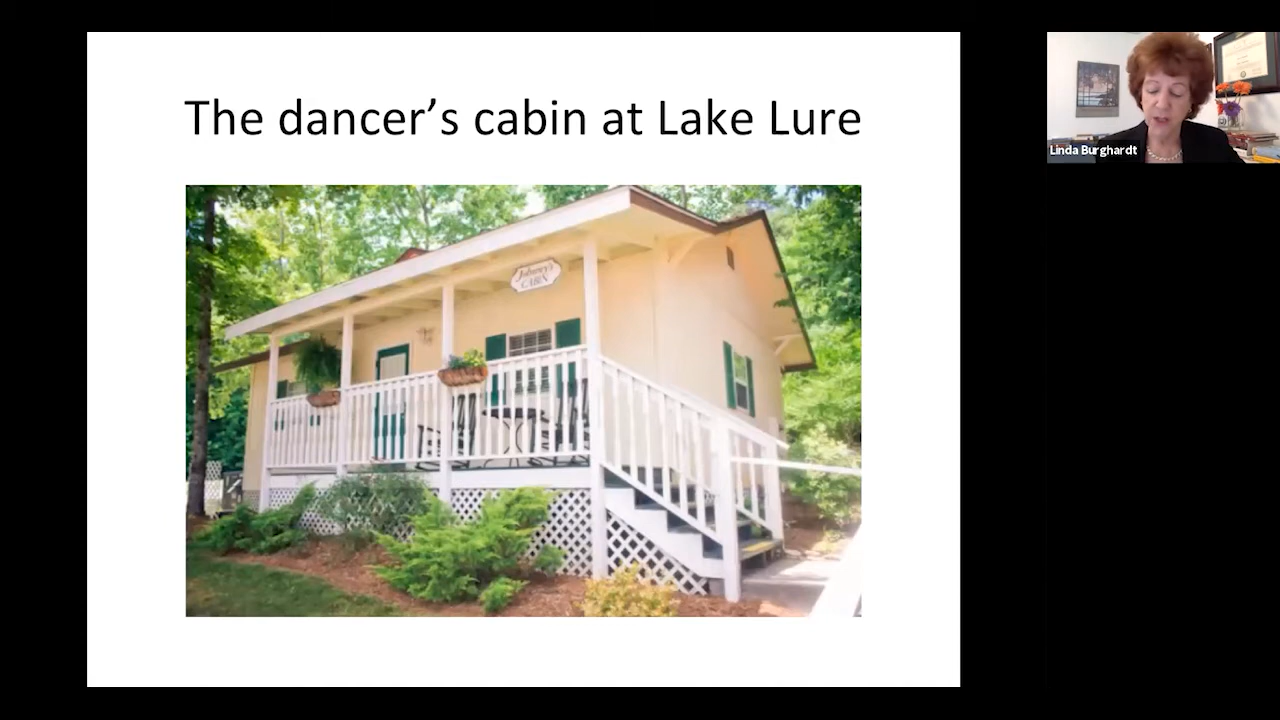 The dancer’s cabin at Lake Lure
Johnny's
CABIN
Linda Burghardt